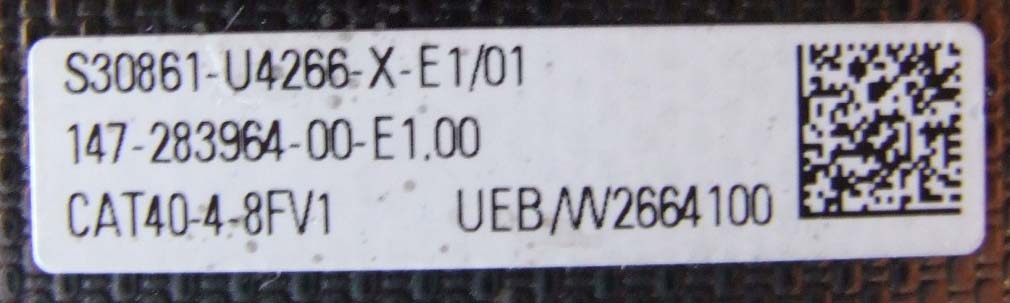 S30861-U4266-X-E1/01
147-283964-00-E1.00
CAT40-4-8FV1 UEB/W2664100